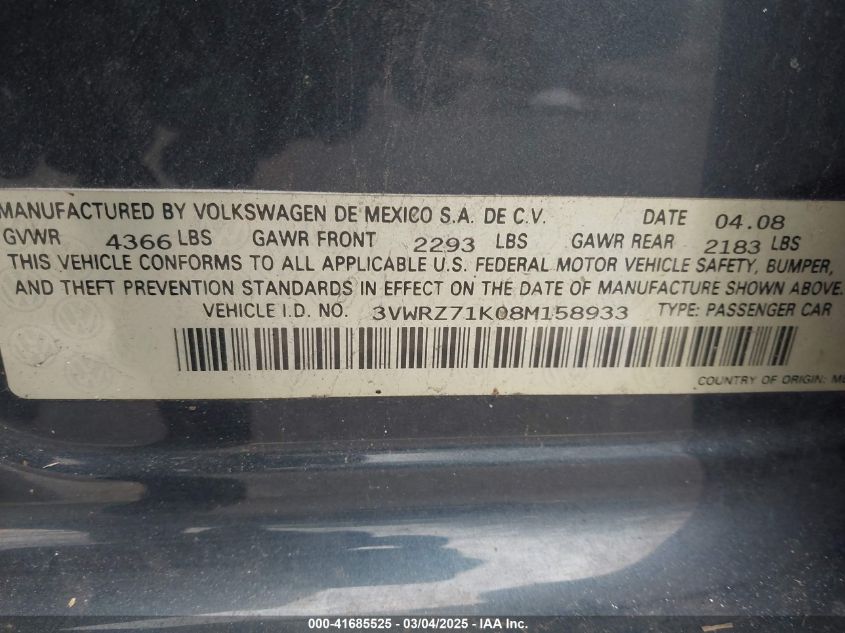 MANUFACTURED BY VOLKSWAGEN DE MEXICO S.A. DE C.V. DATE 04.08
GVWR 4366 LBS GAWR FRONT 2293 LBS GAWR REAR 2183 LBS
THIS VEHICLE CONFORMS TO ALL APPLICABLE U.S. FEDERAL MOTOR VEHICLE SAFETY, BUMPER,
AND THEFT PREVENTION STANDARDS IN EFFECT ON THE DATE OF MANUFACTURE SHOWN ABOVE.
VEHICLE I.D. NO. 3VWRZ71K08M158933 TYPE: PASSENGER CAR
COUNTRY OF ORIGIN:
000-41685525 - 03/04/2025 - IAA Inc.